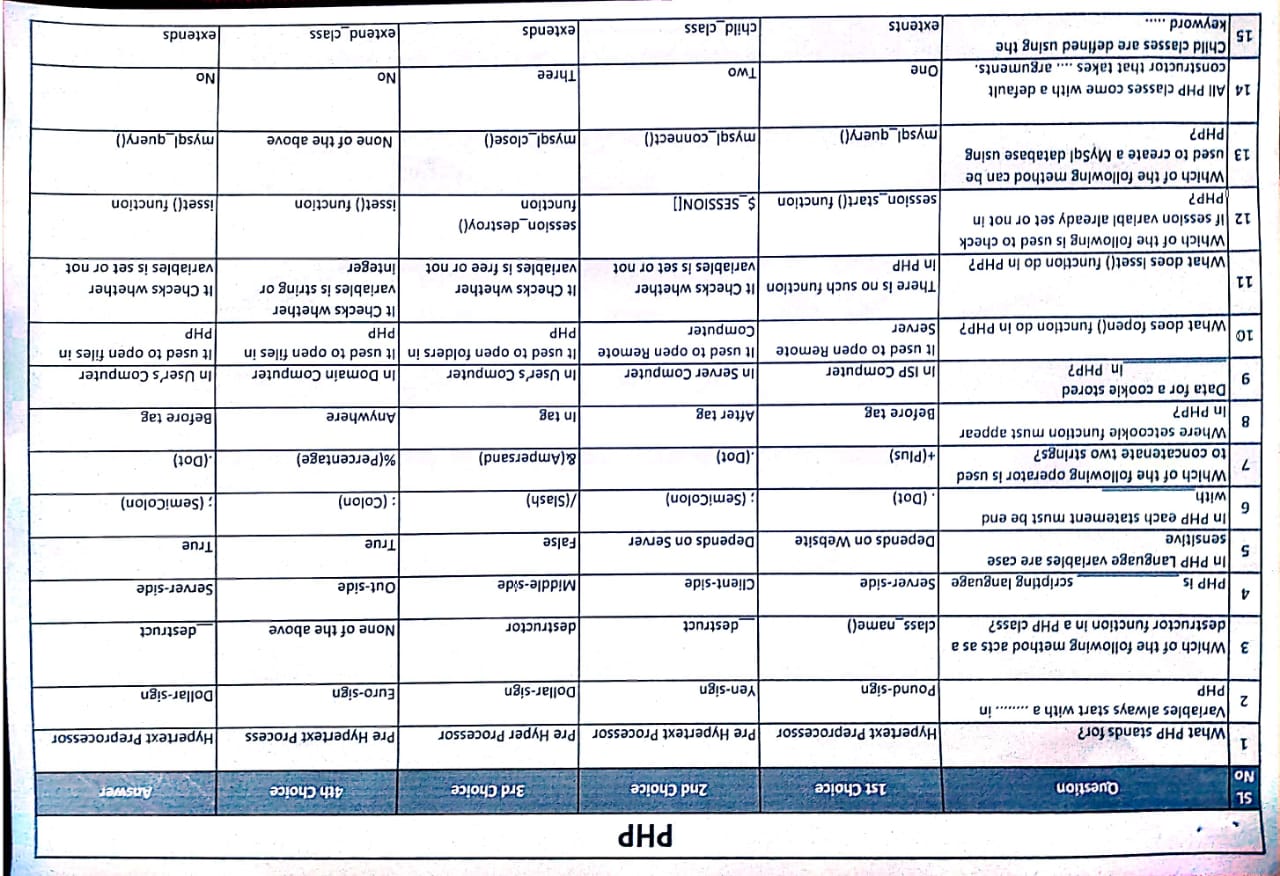 PHP
SL No Question 1st Choice 2nd Choice 3rd Choice 4th Choice Answer
1 What PHP stands for? Hypertext Preprocessor Pre Hypertext Processor Pre Hyper Processor Pre Hypertext Process Hypertext Preprocessor
2 Variables always start with a ........ in PHP Pound-sign Yen-sign Dollar-sign Euro-sign Dollar-sign
3 Which of the following method acts as a destructor function in a PHP class? class_name() __destruct destructor None of the above __destruct
4 PHP is ____________ scripting language Server-side Client-side Middle-side Out-side Server-side
5 In PHP Language variables are case sensitive Depends on Website Depends on Server False True True
6 In PHP each statement must be end with___________ . (Dot) ; (SemiColon) /(Slash) : (Colon) ; (SemiColon)
7 Which of the following operator is used to concatenate two strings? +(Plus) .(Dot) &(Ampersand) %(Percentage) .(Dot)
8 Where setcookie function must appear in PHP? Before tag After tag In tag Anywhere Before tag
9 Data for a cookie stored ____________ in PHP? In ISP Computer In Server Computer In User's Computer In Domain Computer In User's Computer
10 What does fopen() function do in PHP? It used to open Remote Server It used to open Remote Computer It used to open folders in PHP It used to open files in PHP It used to open files in PHP
11 What does isset() function do in PHP? There is no such function in PHP It Checks whether variables is set or not It Checks whether variables is free or not It Checks whether variables is string or integer It Checks whether variables is set or not
12 Which of the following is used to check if session variabl already set or not in PHP? session_start() function $_SESSION[] session_destroy() function isset() function isset() function
13 Which of the following method can be used to create a MySql database using PHP? mysql_query() mysql_connect() mysql_close() None of the above mysql_query()
14 All PHP classes come with a default constructor that takes .... arguments. One Two Three No No
15 Child classes are defined using the keyword ..... extents child_class extends extend_class extends